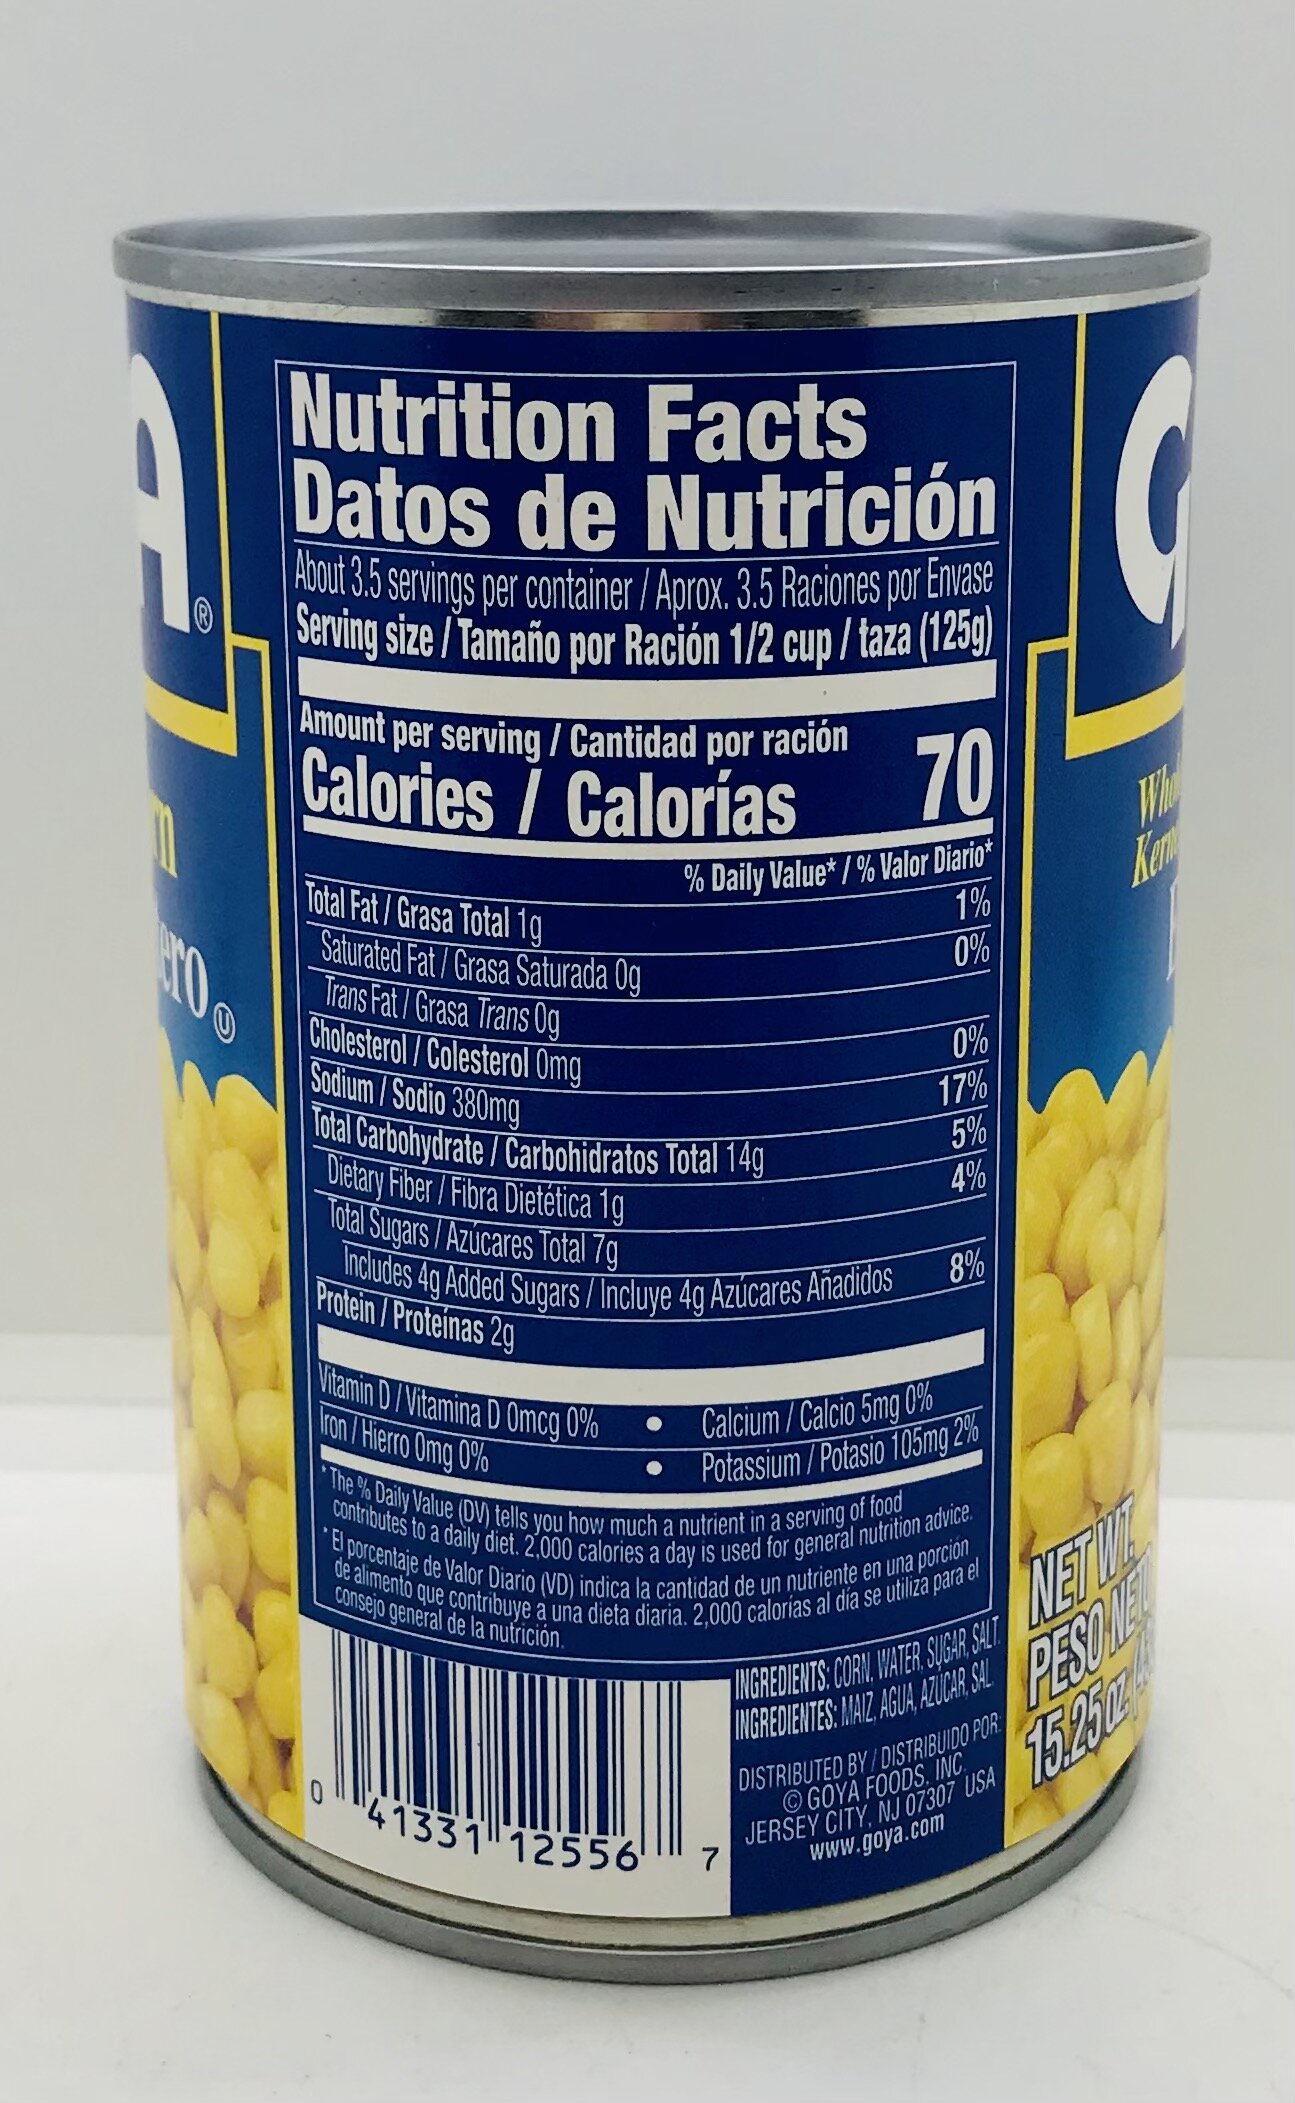 A®
Nutrition Facts
Datos de Nutrición
About 3.5 servings per container / Aprox. 3.5 Raciones por Envase
Serving size / Tamaño por Ración 1/2 cup / taza (125g)
Amount per serving / Cantidad por ración
Calories / Calorías 70
% Daily Value* / % Valor Diario*
Total Fat / Grasa Total 1g 1%
Saturated Fat / Grasa Saturada 0g 0%
Trans Fat / Grasa Trans 0g
Cholesterol / Colesterol 0mg 0%
Sodium / Sodio 380mg 17%
Total Carbohydrate / Carbohidratos Total 14g 5%
Dietary Fiber / Fibra Dietética 1g 4%
Total Sugars / Azúcares Total 7g
Includes 4g Added Sugars / Incluye 4g Azúcares Añadidos 8%
Protein / Proteínas 2g
Vitamin D / Vitamina D 0mcg 0% • Calcium / Calcio 5mg 0%
Iron / Hierro 0mg 0% • Potassium / Potasio 105mg 2%
* The % Daily Value (DV) tells you how much a nutrient in a serving of food
contributes to a daily diet. 2,000 calories a day is used for general nutrition advice.
* El porcentaje de Valor Diario (VD) indica la cantidad de un nutriente en una porción
de alimento que contribuye a una dieta diaria. 2,000 calorías al día se utiliza para el
consejo general de la nutrición.
INGREDIENTS: CORN, WATER, SUGAR, SALT.
INGREDIENTES: MAIZ, AGUA, AZÚCAR, SAL.
DISTRIBUTED BY / DISTRIBUIDO POR:
© GOYA FOODS, INC.
JERSEY CITY, NJ 07307 USA
www.goya.com
0 41331 12556 7
G
NET WT.
PESO NETO
15.25 OZ.